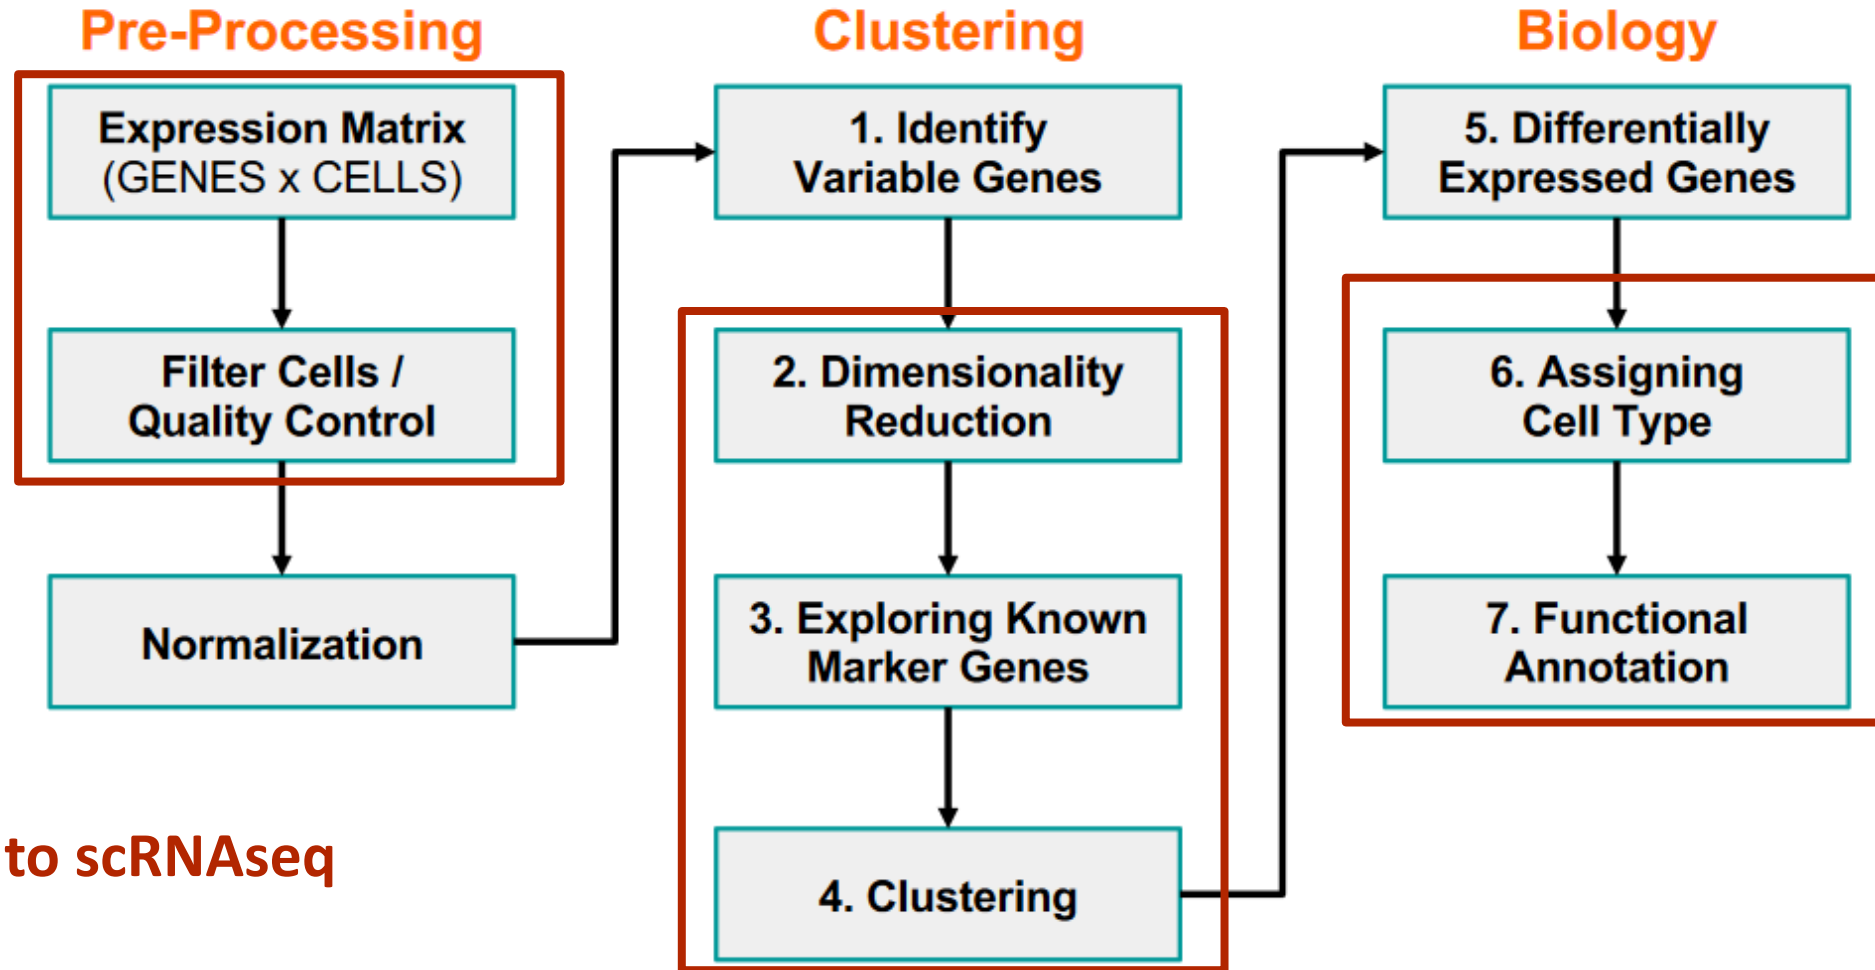 Pre-Processing
Expression Matrix
(GENES x CELLS)
Filter Cells /
Quality Control
Normalization
to scRNAseq
Clustering
1. Identify
Variable Genes
2. Dimensionality
Reduction
3. Exploring Known
Marker Genes
4. Clustering
Biology
5. Differentially
Expressed Genes
6. Assigning
Cell Type
7. Functional
Annotation